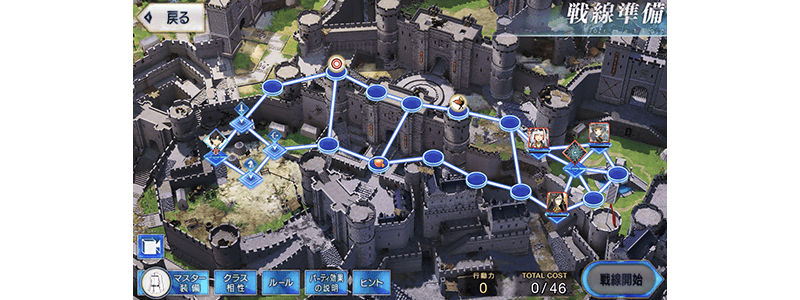 戻る
戦線準備
マスター
装備
クラス
相性
ルール
パーティ効果
の説明
ヒント
行動力
0
TOTAL COST
0/46
戦線開始